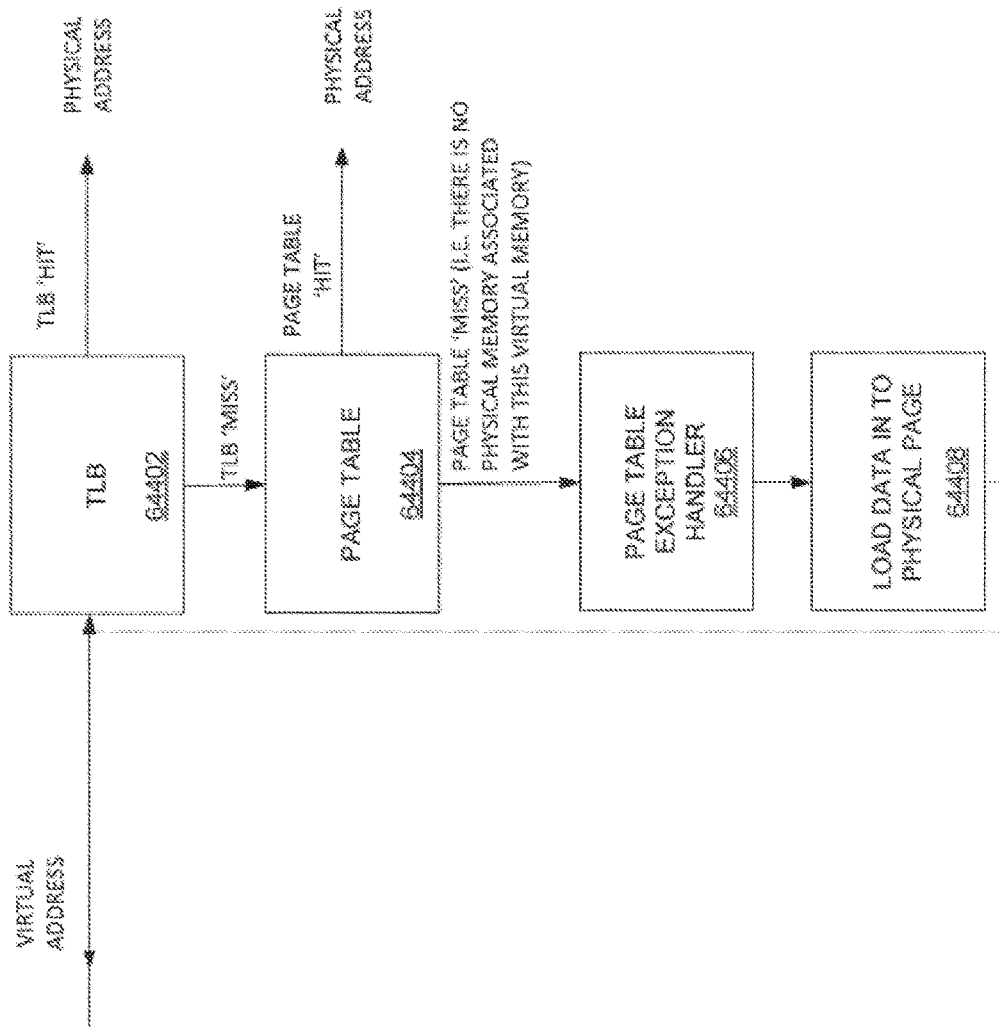 VIRTUAL
ADDRESS
TLB
64402
TLB 'HIT'
PHYSICAL
ADDRESS
TLB 'MISS'
PAGE TABLE
64404
PAGE TABLE
'HIT'
PHYSICAL
ADDRESS
PAGE TABLE 'MISS' (I.E. THERE IS NO
PHYSICAL MEMORY ASSOCIATED
WITH THIS VIRTUAL MEMORY)
PAGE TABLE
EXCEPTION
HANDLER
64406
LOAD DATA IN TO
PHYSICAL PAGE
64408